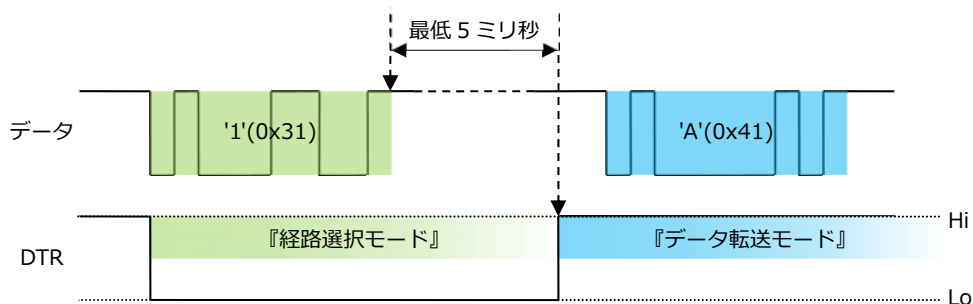 最低 5 ミリ秒
データ
'1'(0x31)
'A'(0x41)
DTR
『経路選択モード』
『データ転送モード』
Hi
Lo